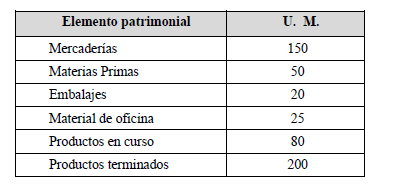 Elemento patrimonial U. M.
Mercaderías 150
Materias Primas 50
Embalajes 20
Material de oficina 25
Productos en curso 80
Productos terminados 200